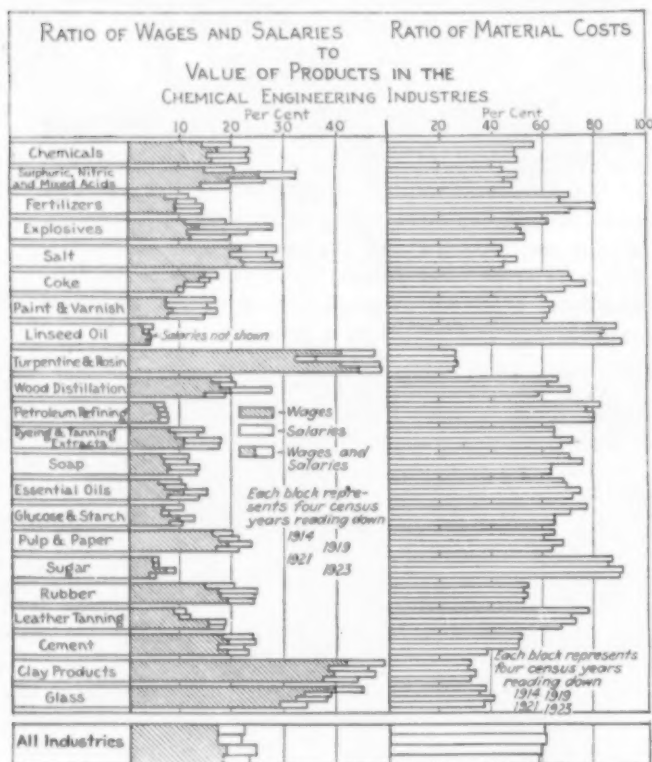 RATIO OF WAGES AND SALARIES
TO
VALUE OF PRODUCTS IN THE
CHEMICAL ENGINEERING INDUSTRIES
Per Cent
10 20 30 40
RATIO OF MATERIAL COSTS
Per Cent
20 40 60 80 100
Chemicals
Sulphuric, Nitric
and Mixed Acids
Fertilizers
Explosives
Salt
Coke
Paint & Varnish
Linseed Oil
Salaries not shown
Turpentine & Rosin
Wood Distillation
Petroleum Refining
Dyeing & Tanning
Extracts
Soap
Essential Oils
Glucose & Starch
Pulp & Paper
Sugar
Rubber
Leather Tanning
Cement
Clay Products
Glass
All Industries
-Wages
-Salaries
-Wages and
Salaries
Each block repre-
sents four census
years reading down
1914
1919
1921
1923
Each block represents
four census years
reading down
1914 1919
1921 1923